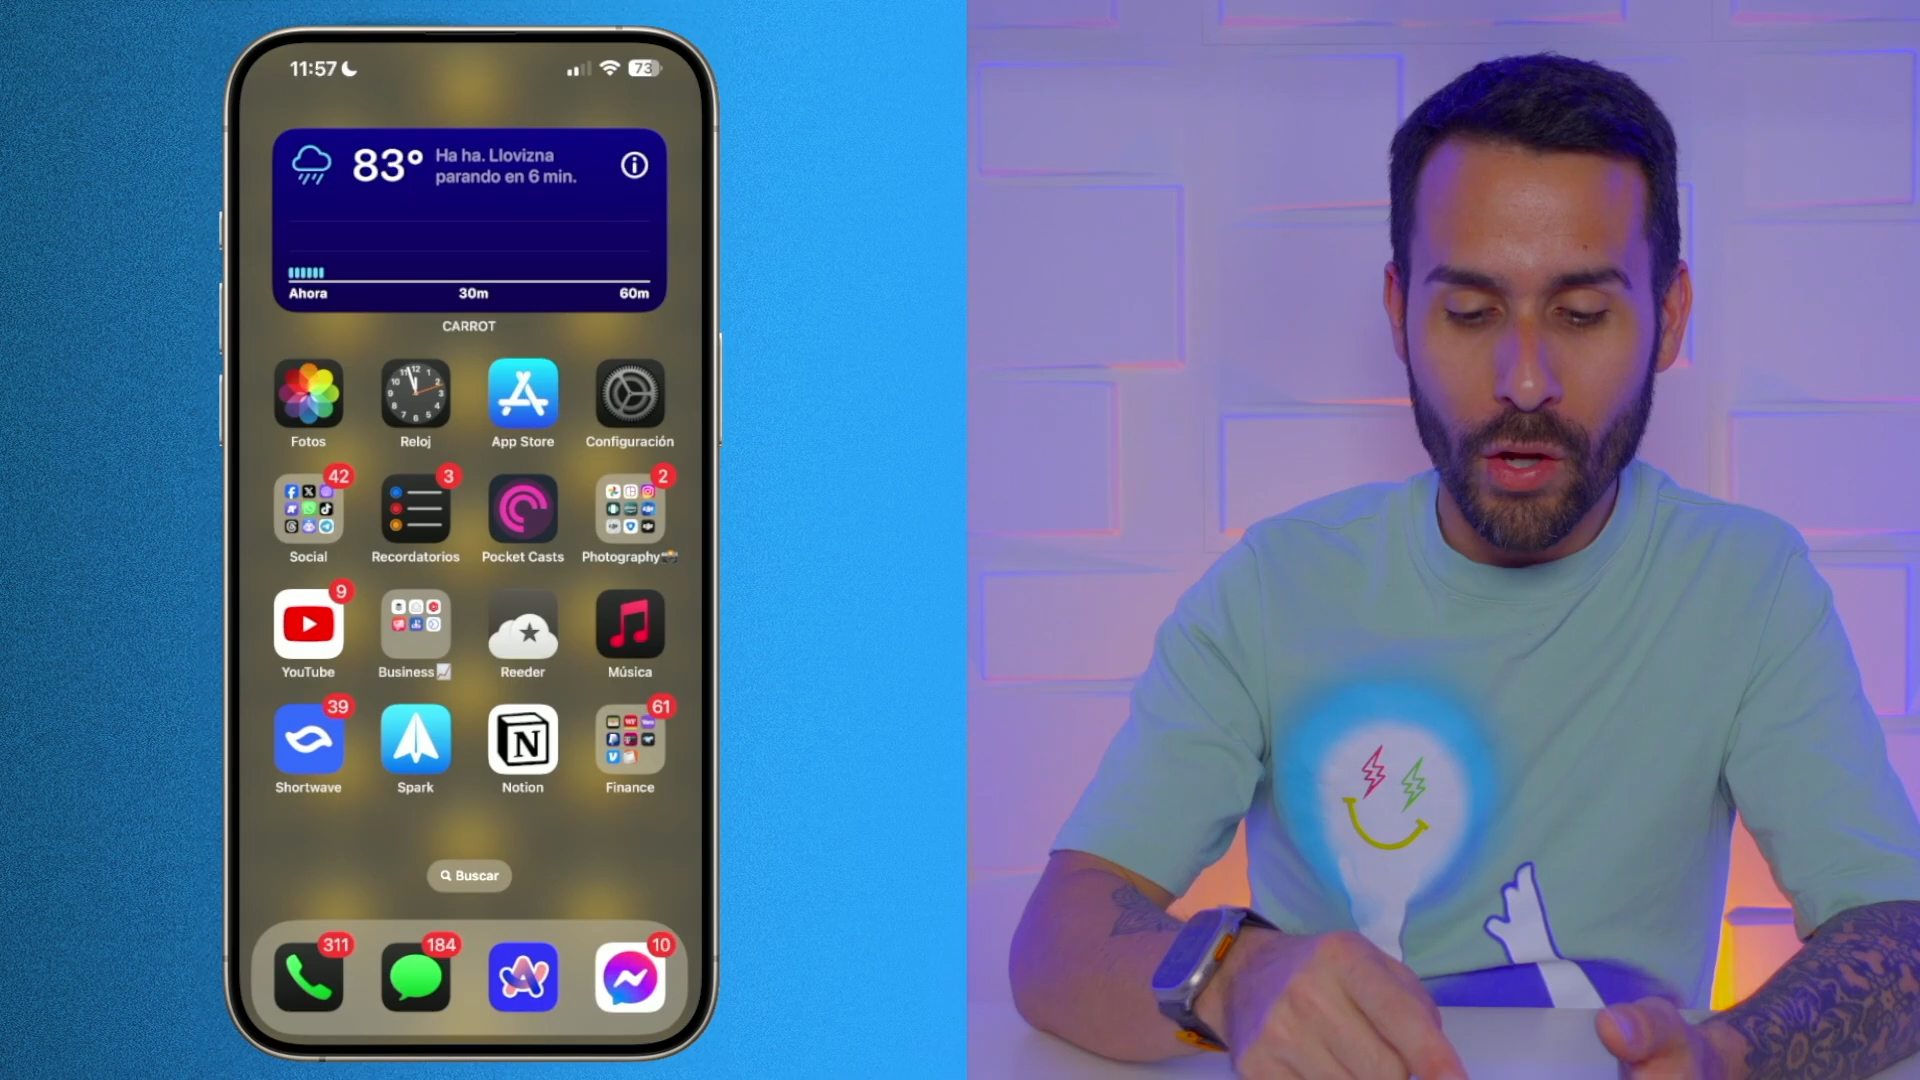 11:57
73
83°
Ha ha. Llovizna
parando en 6 min.
Ahora
30m
60m
CARROT
Fotos
Reloj
App Store
Configuración
42
3
2
Social
Recordatorios
Pocket Casts
Photography
9
YouTube
Business
Reeder
Música
39
N
61
Shortwave
Spark
Notion
Finance
Buscar
311
184
10